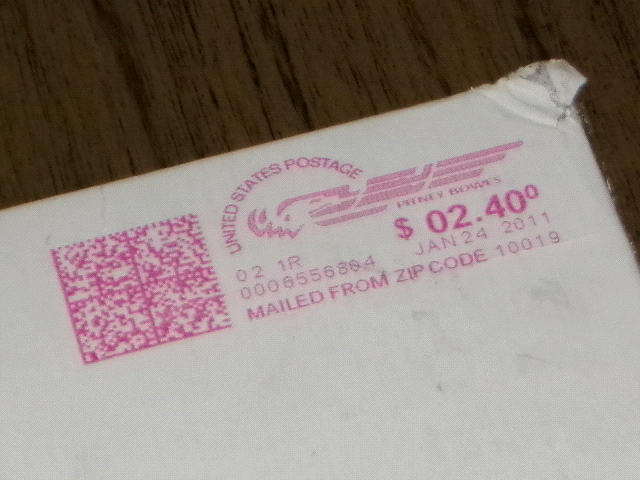 UNITED STATES POSTAGE
PITNEY BOWES
$ 02.40⁰
02 1R
JAN 24 2011
0006556804
MAILED FROM ZIP CODE 10019